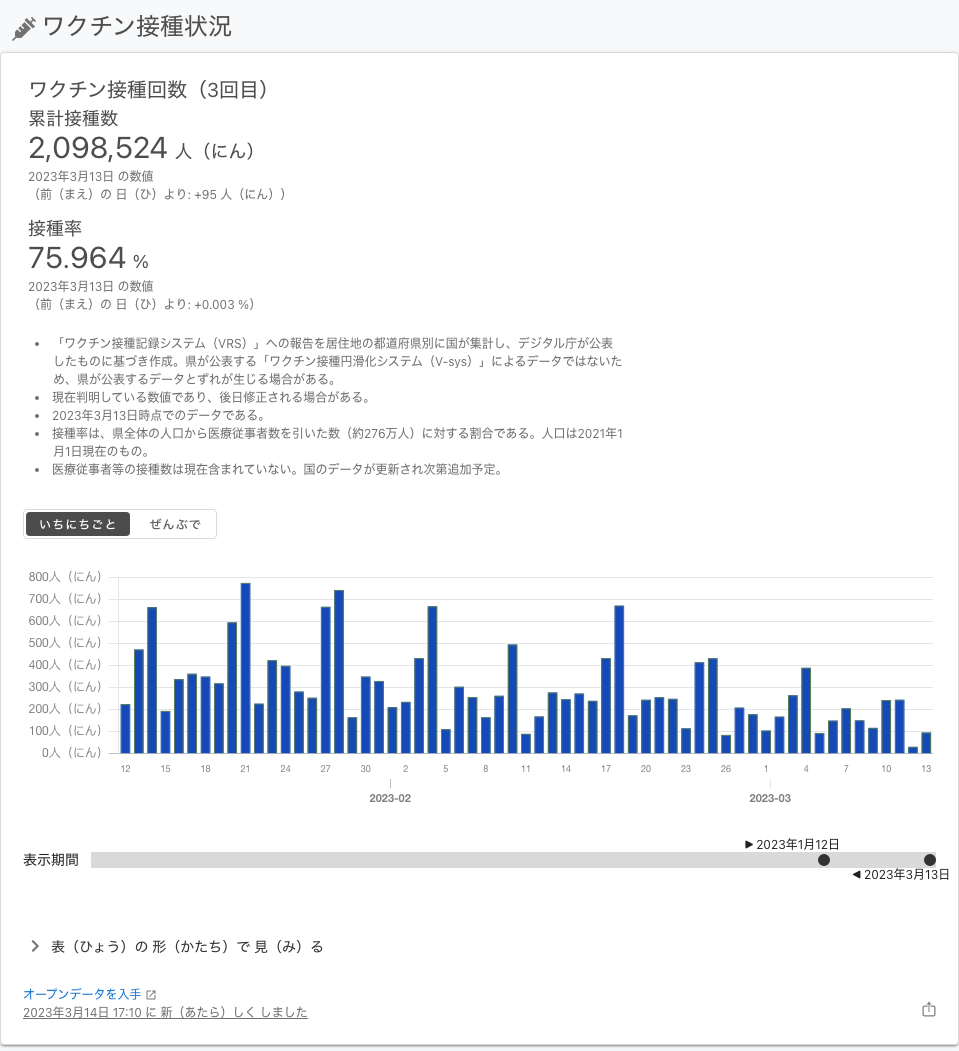 ワクチン接種状況
ワクチン接種回数（3回目）
累計接種数
2,098,524 人（にん）
2023年3月13日 の数値
（前（まえ）の 日（ひ）より: +95 人（にん））
接種率
75.964 %
2023年3月13日 の数値
（前（まえ）の 日（ひ）より: +0.003 %）
• 「ワクチン接種記録システム（VRS）」への報告を居住地の都道府県別に国が集計し、デジタル庁が公表
したものに基づき作成。県が公表する「ワクチン接種円滑化システム（V-sys）」によるデータではないた
め、県が公表するデータとずれが生じる場合がある。
• 現在判明している数値であり、後日修正される場合がある。
• 2023年3月13日時点でのデータである。
• 接種率は、県全体の人口から医療従事者数を引いた数（約276万人）に対する割合である。人口は2021年1
月1日現在のもの。
• 医療従事者等の接種数は現在含まれていない。国のデータが更新され次第追加予定。
いちにちごと ぜんぶで
800人（にん）
700人（にん）
600人（にん）
500人（にん）
400人（にん）
300人（にん）
200人（にん）
100人（にん）
0人（にん）
12 15 18 21 24 27 30 2 5 8 11 14 17 20 23 26 1 4 7 10 13
2023-02 2023-03
▶ 2023年1月12日
表示期間
◀ 2023年3月13日
表（ひょう）の 形（かたち）で 見（み）る
オープンデータを入手
2023年3月14日 17:10 に 新（あたら）しく しました